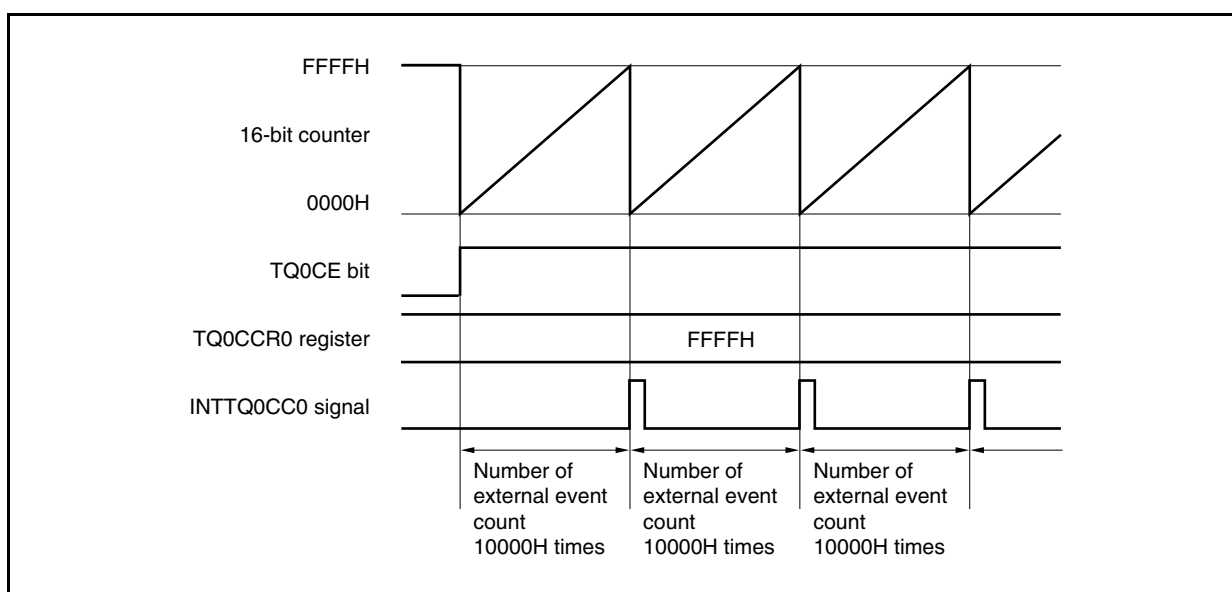 FFFFH
16-bit counter
0000H
TQ0CE bit
TQ0CCR0 register
FFFFH
INTTQ0CC0 signal
Number of
external event
count
10000H times
Number of
external event
count
10000H times
Number of
external event
count
10000H times